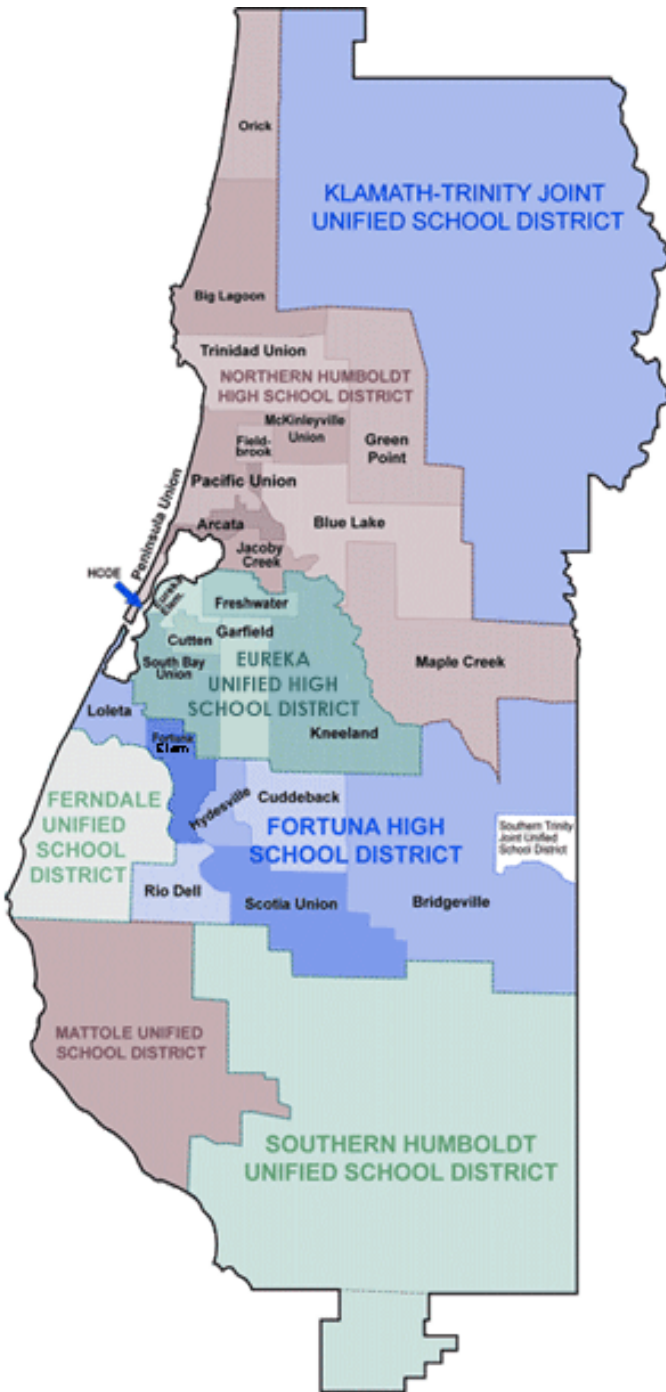 Orick
KLAMATH-TRINITY JOINT
UNIFIED SCHOOL DISTRICT
Big Lagoon
Trinidad Union
NORTHERN HUMBOLDT
HIGH SCHOOL DISTRICT
McKinleyville
Union
Field-
brook
Green
Point
Pacific Union
Peninsula Union
Arcata
Blue Lake
Jacoby
Creek
HCOE
Eureka
Elem.
Freshwater
Garfield
Cutten
South Bay
Union
EUREKA
UNIFIED HIGH
SCHOOL DISTRICT
Maple Creek
Loleta
Kneeland
Fortuna
Elem
FERNDALE
UNIFIED
SCHOOL
DISTRICT
Hydesville
Cuddeback
FORTUNA HIGH
SCHOOL DISTRICT
Southern Trinity
Joint Unified
School District
Rio Dell
Scotia Union
Bridgeville
MATTOLE UNIFIED
SCHOOL DISTRICT
SOUTHERN HUMBOLDT
UNIFIED SCHOOL DISTRICT